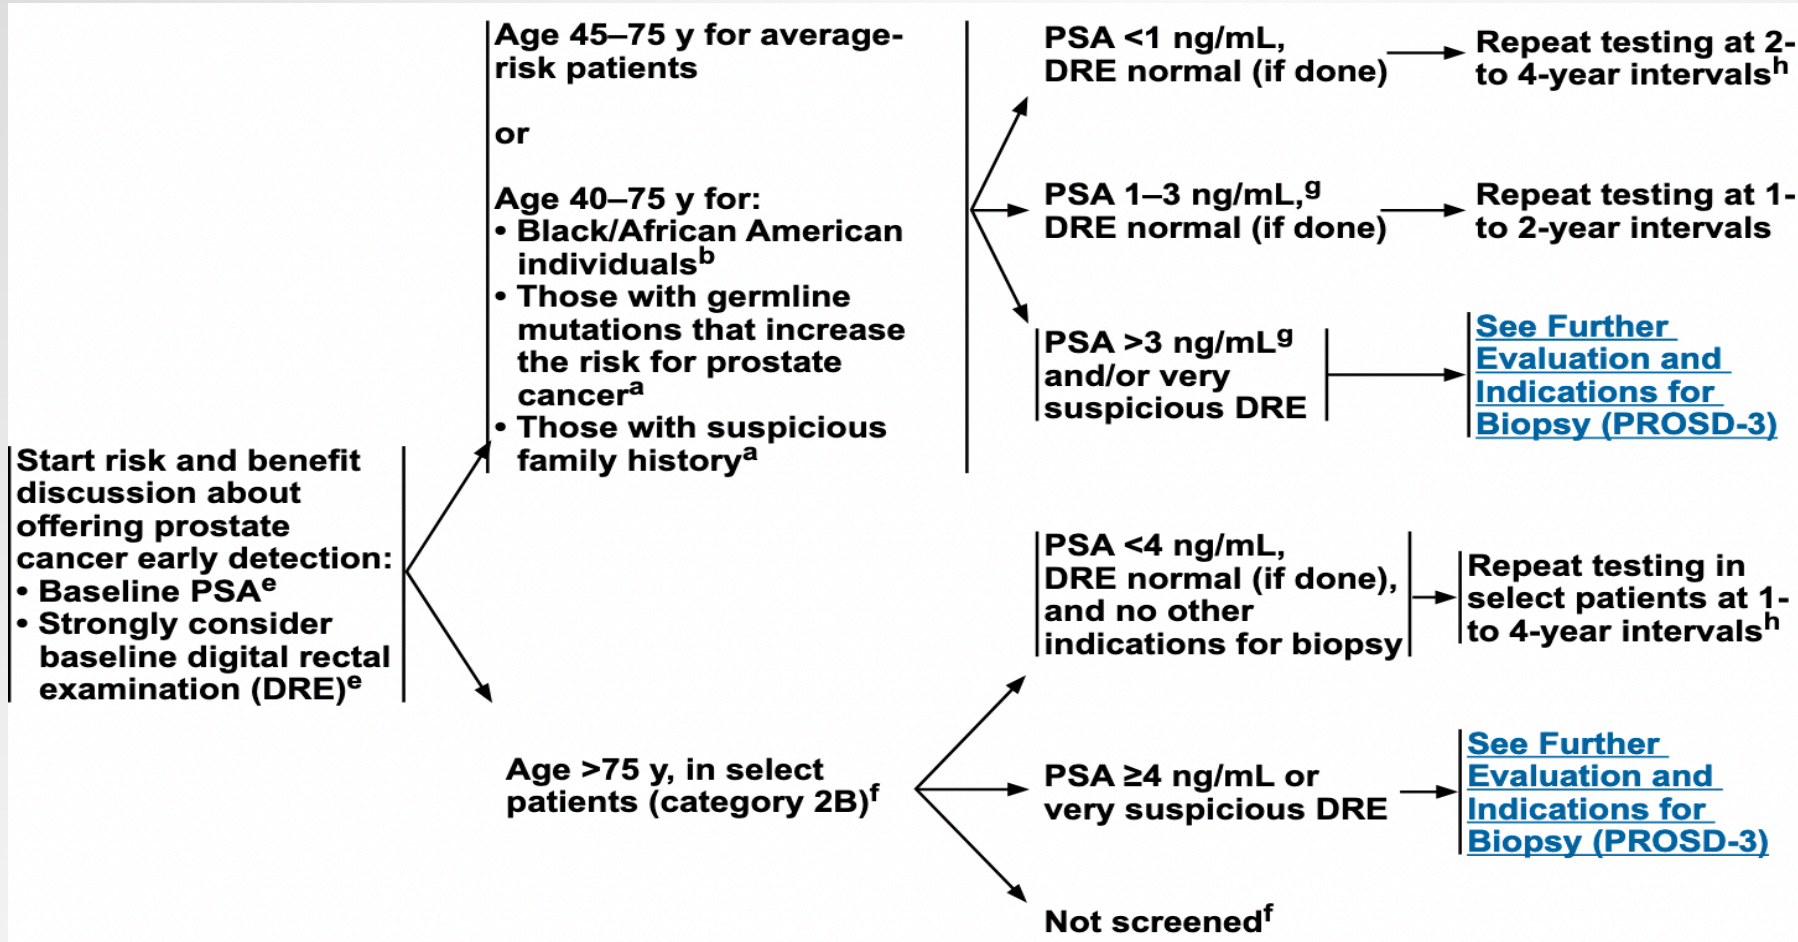 Start risk and benefit
discussion about
offering prostate
cancer early detection:
• Baseline PSAe
• Strongly consider
baseline digital rectal
examination (DRE)e
Age 45–75 y for average-
risk patients
or
Age 40–75 y for:
• Black/African American
individualsb
• Those with germline
mutations that increase
the risk for prostate
cancera
• Those with suspicious
family historya
PSA <1 ng/mL,
DRE normal (if done)
Repeat testing at 2-
to 4-year intervalsh
PSA 1–3 ng/mL,g
DRE normal (if done)
Repeat testing at 1-
to 2-year intervals
PSA >3 ng/mLg
and/or very
suspicious DRE
See Further
Evaluation and
Indications for
Biopsy (PROSD-3)
Age >75 y, in select
patients (category 2B)f
PSA <4 ng/mL,
DRE normal (if done),
and no other
indications for biopsy
Repeat testing in
select patients at 1-
to 4-year intervalsh
PSA ≥4 ng/mL or
very suspicious DRE
See Further
Evaluation and
Indications for
Biopsy (PROSD-3)
Not screenedf